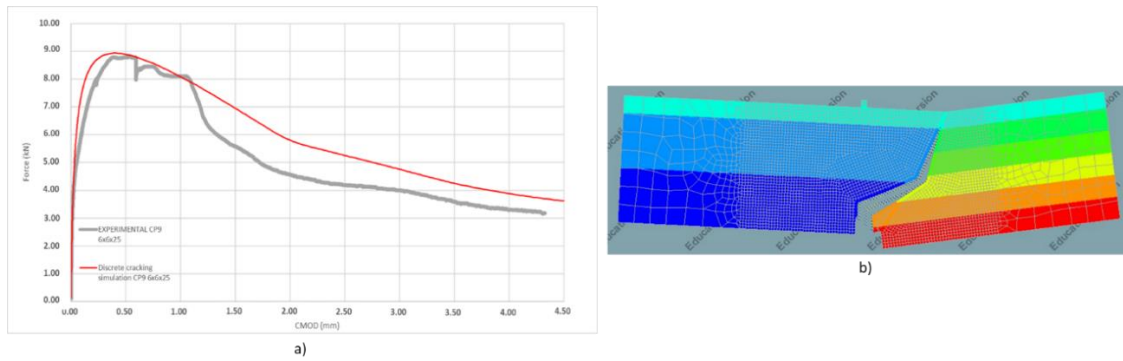 10.00
9.00
8.00
7.00
6.00
5.00
4.00
3.00
2.00
1.00
0.00
Force (kN)
EXPERIMENTAL CP9
6x6x25
Discrete cracking
simulation CP9 6x6x25
0.00 0.50 1.00 1.50 2.00 2.50 3.00 3.50 4.00 4.50
CMOD (mm)
a)
b)